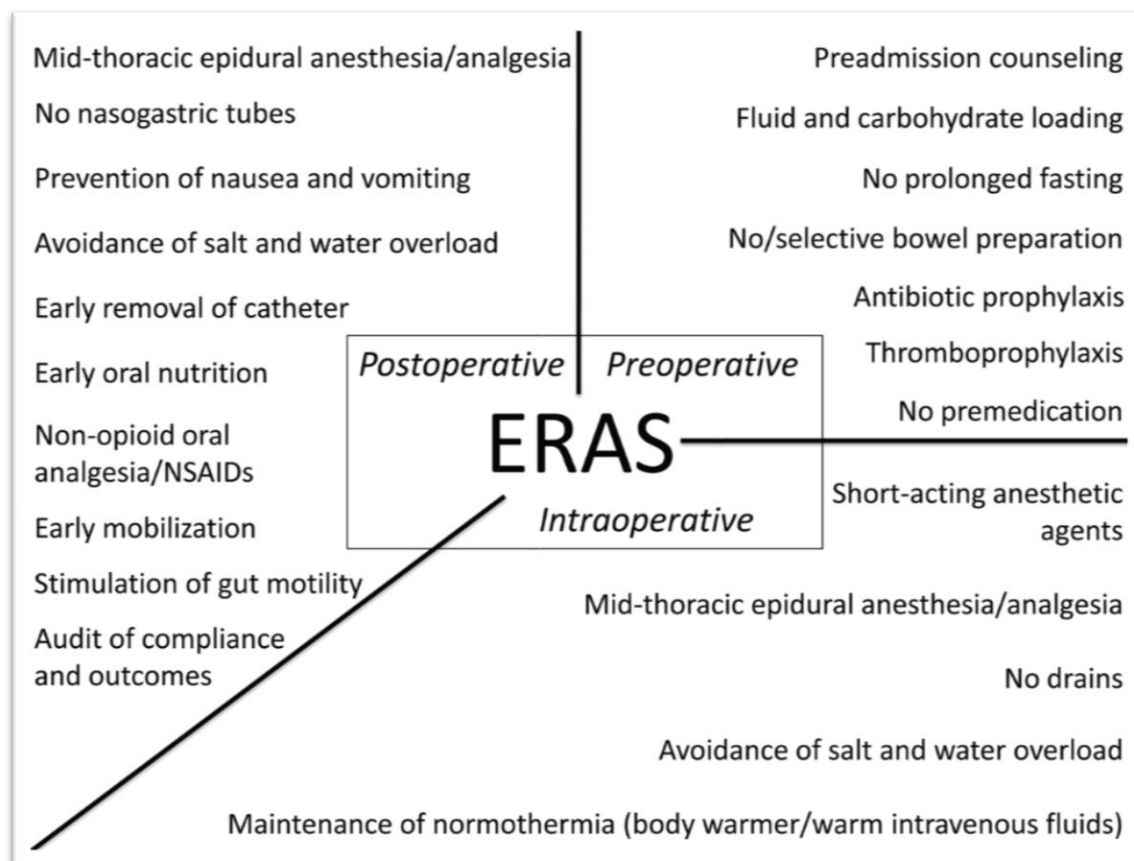 Mid-thoracic epidural anesthesia/analgesia
No nasogastric tubes
Prevention of nausea and vomiting
Avoidance of salt and water overload
Early removal of catheter
Early oral nutrition
Non-opioid oral
analgesia/NSAIDs
Early mobilization
Stimulation of gut motility
Audit of compliance
and outcomes
Preadmission counseling
Fluid and carbohydrate loading
No prolonged fasting
No/selective bowel preparation
Antibiotic prophylaxis
Thromboprophylaxis
No premedication
Postoperative
Preoperative
ERAS
Intraoperative
Short-acting anesthetic
agents
Mid-thoracic epidural anesthesia/analgesia
No drains
Avoidance of salt and water overload
Maintenance of normothermia (body warmer/warm intravenous fluids)